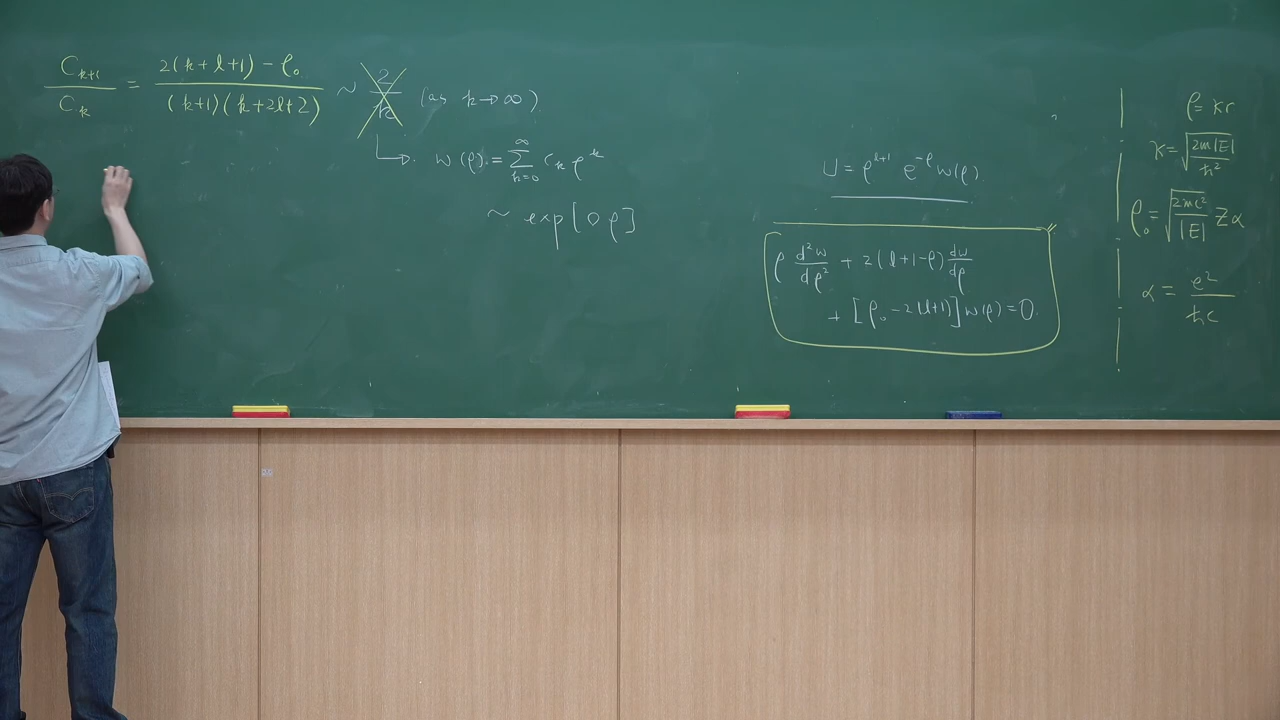 C_{k+1} / C_k = (2(k+l+1) - ρ₀) / ((k+1)(k+2l+2)) ~ 2/k (as k→∞)
↳ w(ρ) = Σ_{k=0}^{∞} c_k ρ^k
~ exp[ ρ]
U = ρ^{l+1} e^{-ρ} w(ρ)
ρ d²w/dρ² + 2(l+1-ρ) dw/dρ
+ [ρ₀ - 2(l+1)] w(ρ) = 0.
ρ = κr
κ = √(2m|E| / ħ²)
ρ₀ = √(2mc² / |E|) Zα
α = e² / ħc